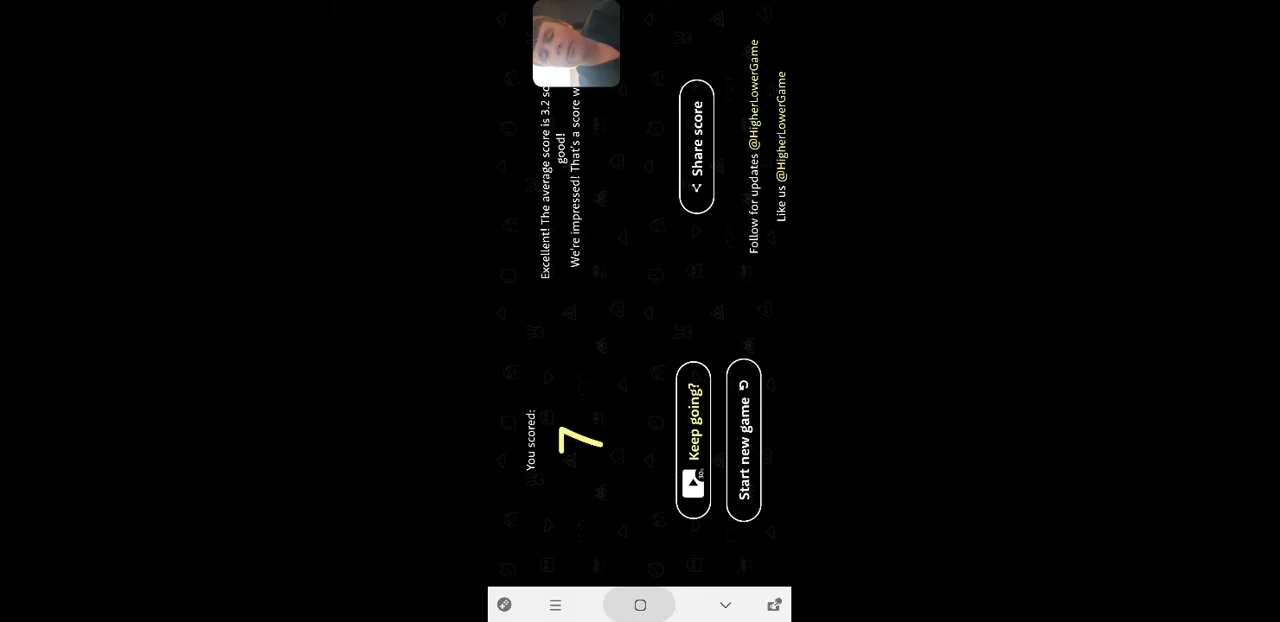 You scored:
7
Excellent! The average score is 3.2
good!
We're impressed! That's a score
Keep going?
Start new game
Share score
Follow for updates @HigherLowerGame
Like us @HigherLowerGame